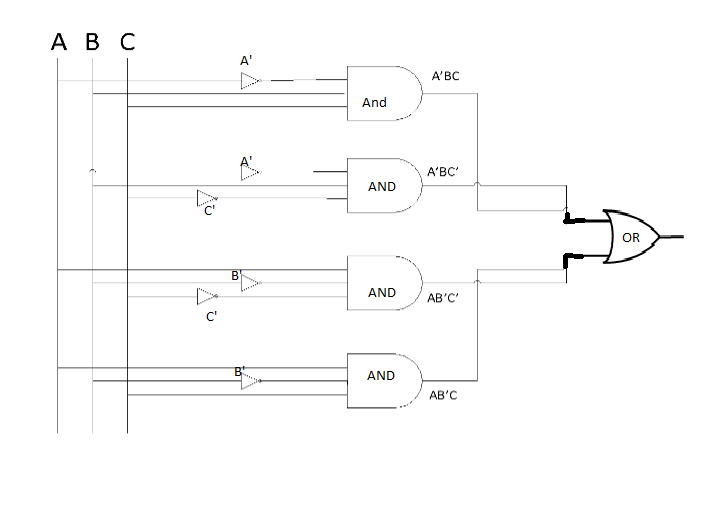 A B C
A'
A'BC
And
A'
A'BC'
AND
C'
OR
B'
AND
AB'C'
C'
B'
AND
AB'C